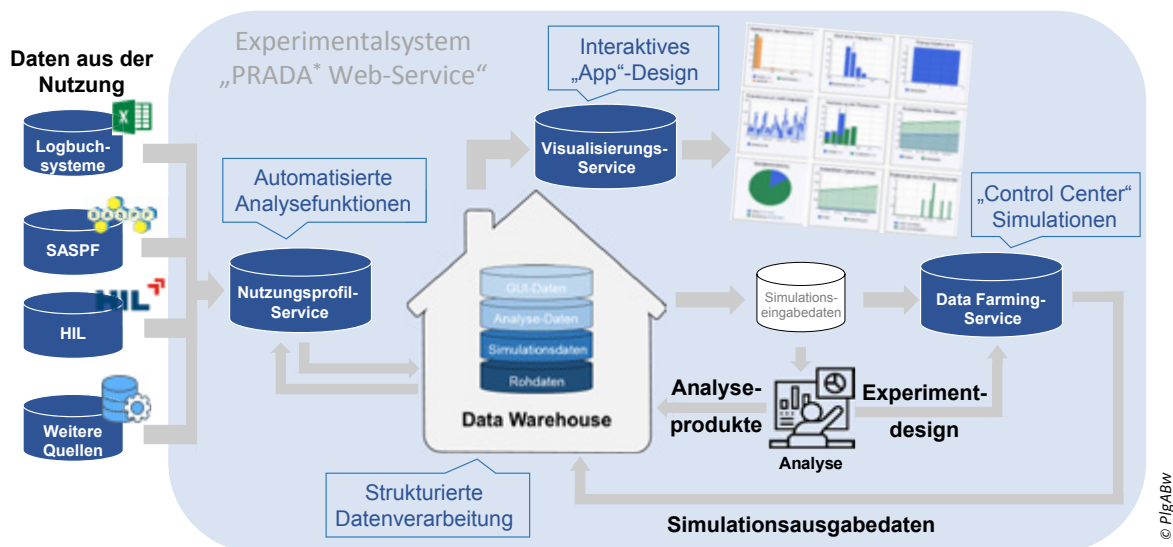 Experimentalsystem
„PRADA* Web-Service“
Daten aus der
Nutzung
Logbuch-
systeme
SASPF
SASPF
HIL
HIL
Weitere
Quellen
Automatisierte
Analysefunktionen
Nutzungsprofil-
Service
Interaktives
„App“-Design
Visualisierungs-
Service
GUI-Daten
Analyse-Daten
Simulationsdaten
Rohdaten
Data Warehouse
Strukturierte
Datenverarbeitung
Simulations-
eingabedaten
„Control Center“
Simulationen
Data Farming-
Service
Analyse-
produkte
Analyse
Experiment-
design
Simulationsausgabedaten
© PlgABw